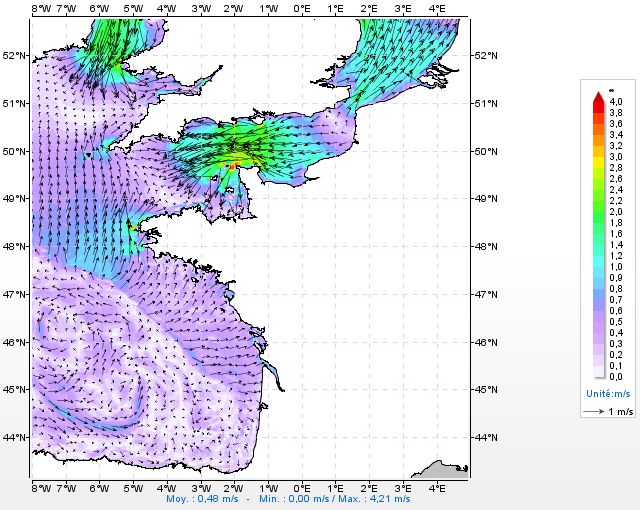 8°W 7°W 6°W 5°W 4°W 3°W 2°W 1°W 0°E 1°E 2°E 3°E 4°E
52°N 52°N
51°N 51°N
50°N 50°N
49°N 49°N
48°N 48°N
47°N 47°N
46°N 46°N
45°N 45°N
44°N 44°N
8°W 7°W 6°W 5°W 4°W 3°W 2°W 1°W 0°E 1°E 2°E 3°E 4°E
Moy. : 0,48 m/s - Min. : 0,00 m/s / Max. : 4,21 m/s
∞
4,0
3,8
3,6
3,4
3,2
3,0
2,8
2,6
2,4
2,2
2,0
1,8
1,6
1,4
1,2
1,0
0,9
0,8
0,7
0,6
0,5
0,4
0,3
0,2
0,1
0,0
Unité:m/s
1 m/s